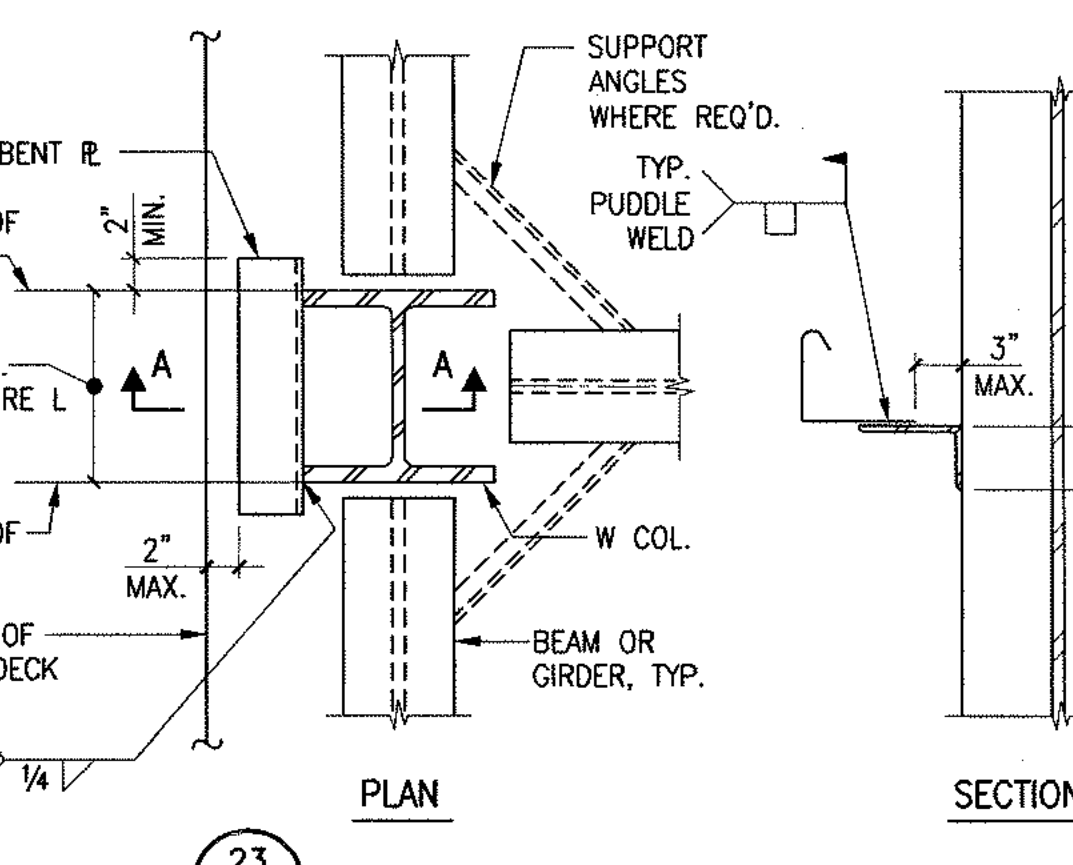 SUPPORT
ANGLES
WHERE REQ'D.
BENT ℄
TYP.
PUDDLE
WELD
2"
MIN.
OF
A
A
RE L
3"
MAX.
OF
2"
MAX.
W COL.
OF
DECK
BEAM OR
GIRDER, TYP.
1/4
PLAN
SECTION
23